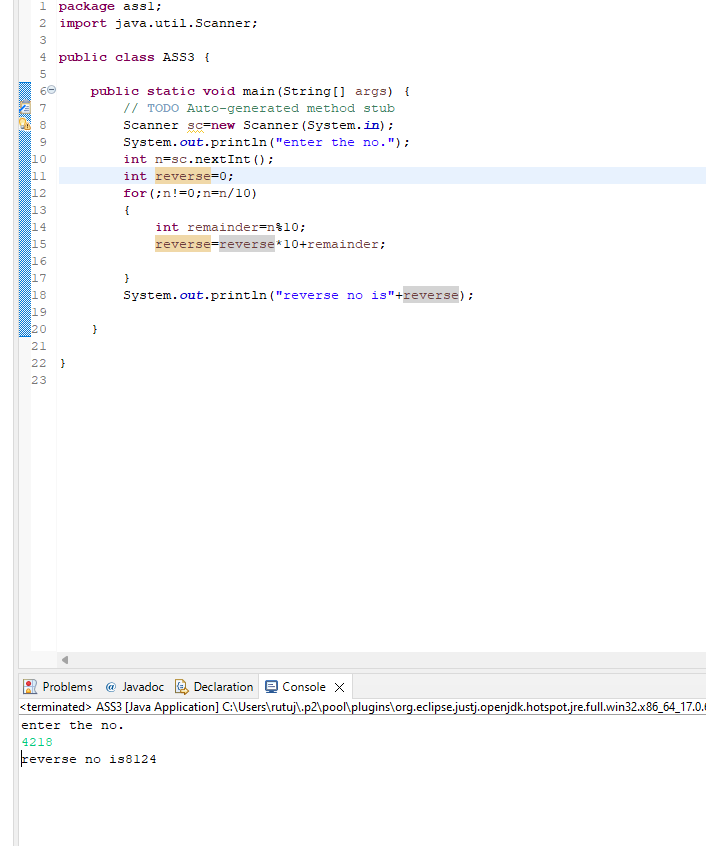 1 package ass1;
2 import java.util.Scanner;
3
4 public class ASS3 {
5
6 public static void main(String[] args) {
7 // TODO Auto-generated method stub
8 Scanner sc=new Scanner(System.in);
9 System.out.println("enter the no.");
10 int n=sc.nextInt();
11 int reverse=0;
12 for(;n!=0;n=n/10)
13 {
14 int remainder=n%10;
15 reverse=reverse*10+remainder;
16
17 }
18 System.out.println("reverse no is"+reverse);
19
20 }
21
22 }
23
Problems @ Javadoc Declaration Console
<terminated> ASS3 [Java Application] C:\Users\rutuj\.p2\pool\plugins\org.eclipse.justj.openjdk.hotspot.jre.full.win32.x86_64_17.0.6
enter the no.
4218
reverse no is8124